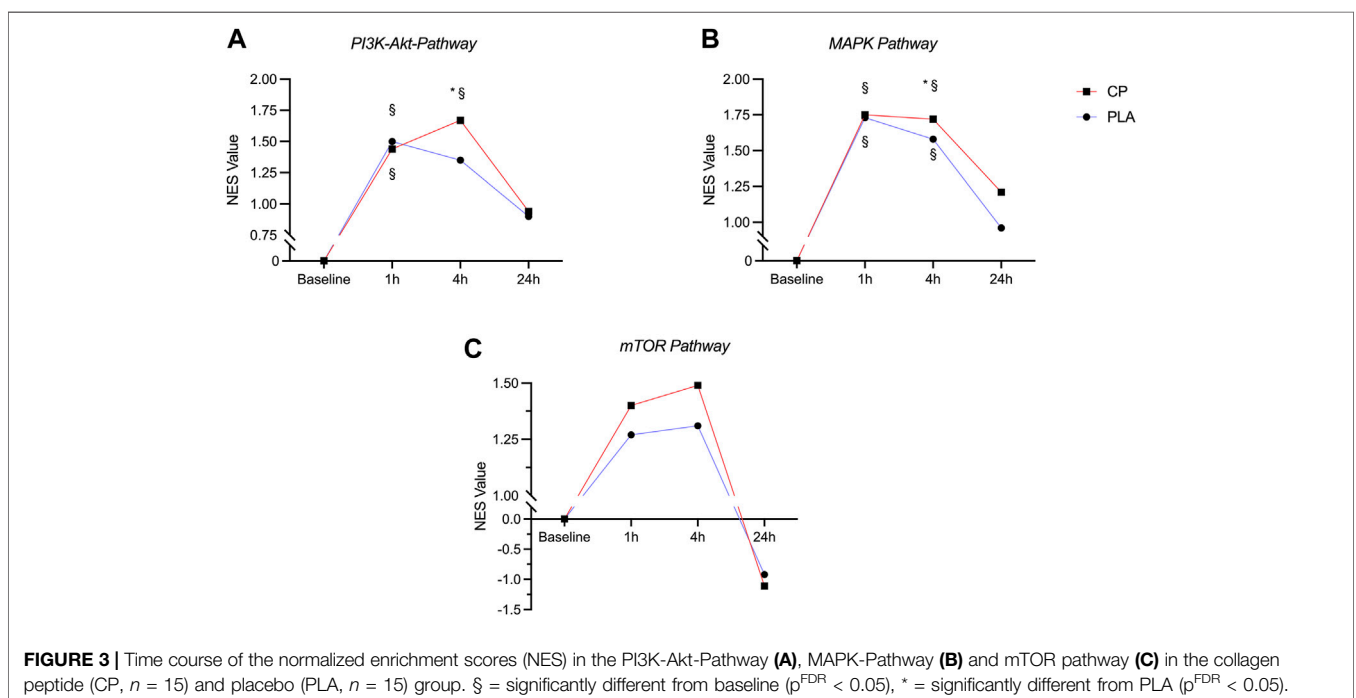 A
PI3K-Akt-Pathway
NES Value
2.00
1.75
1.50
1.25
1.00
0.75
0
§
§
* §
Baseline 1h 4h 24h
B
MAPK Pathway
NES Value
2.00
1.75
1.50
1.25
1.00
0
§
* §
§
§
Baseline 1h 4h 24h
CP
PLA
C
mTOR Pathway
NES Value
1.50
1.25
1.00
0.0
-0.5
-1.0
-1.5
Baseline 1h 4h 24h
FIGURE 3 | Time course of the normalized enrichment scores (NES) in the PI3K-Akt-Pathway (A), MAPK-Pathway (B) and mTOR pathway (C) in the collagen
peptide (CP, n = 15) and placebo (PLA, n = 15) group. § = significantly different from baseline (pFDR < 0.05), * = significantly different from PLA (pFDR < 0.05).